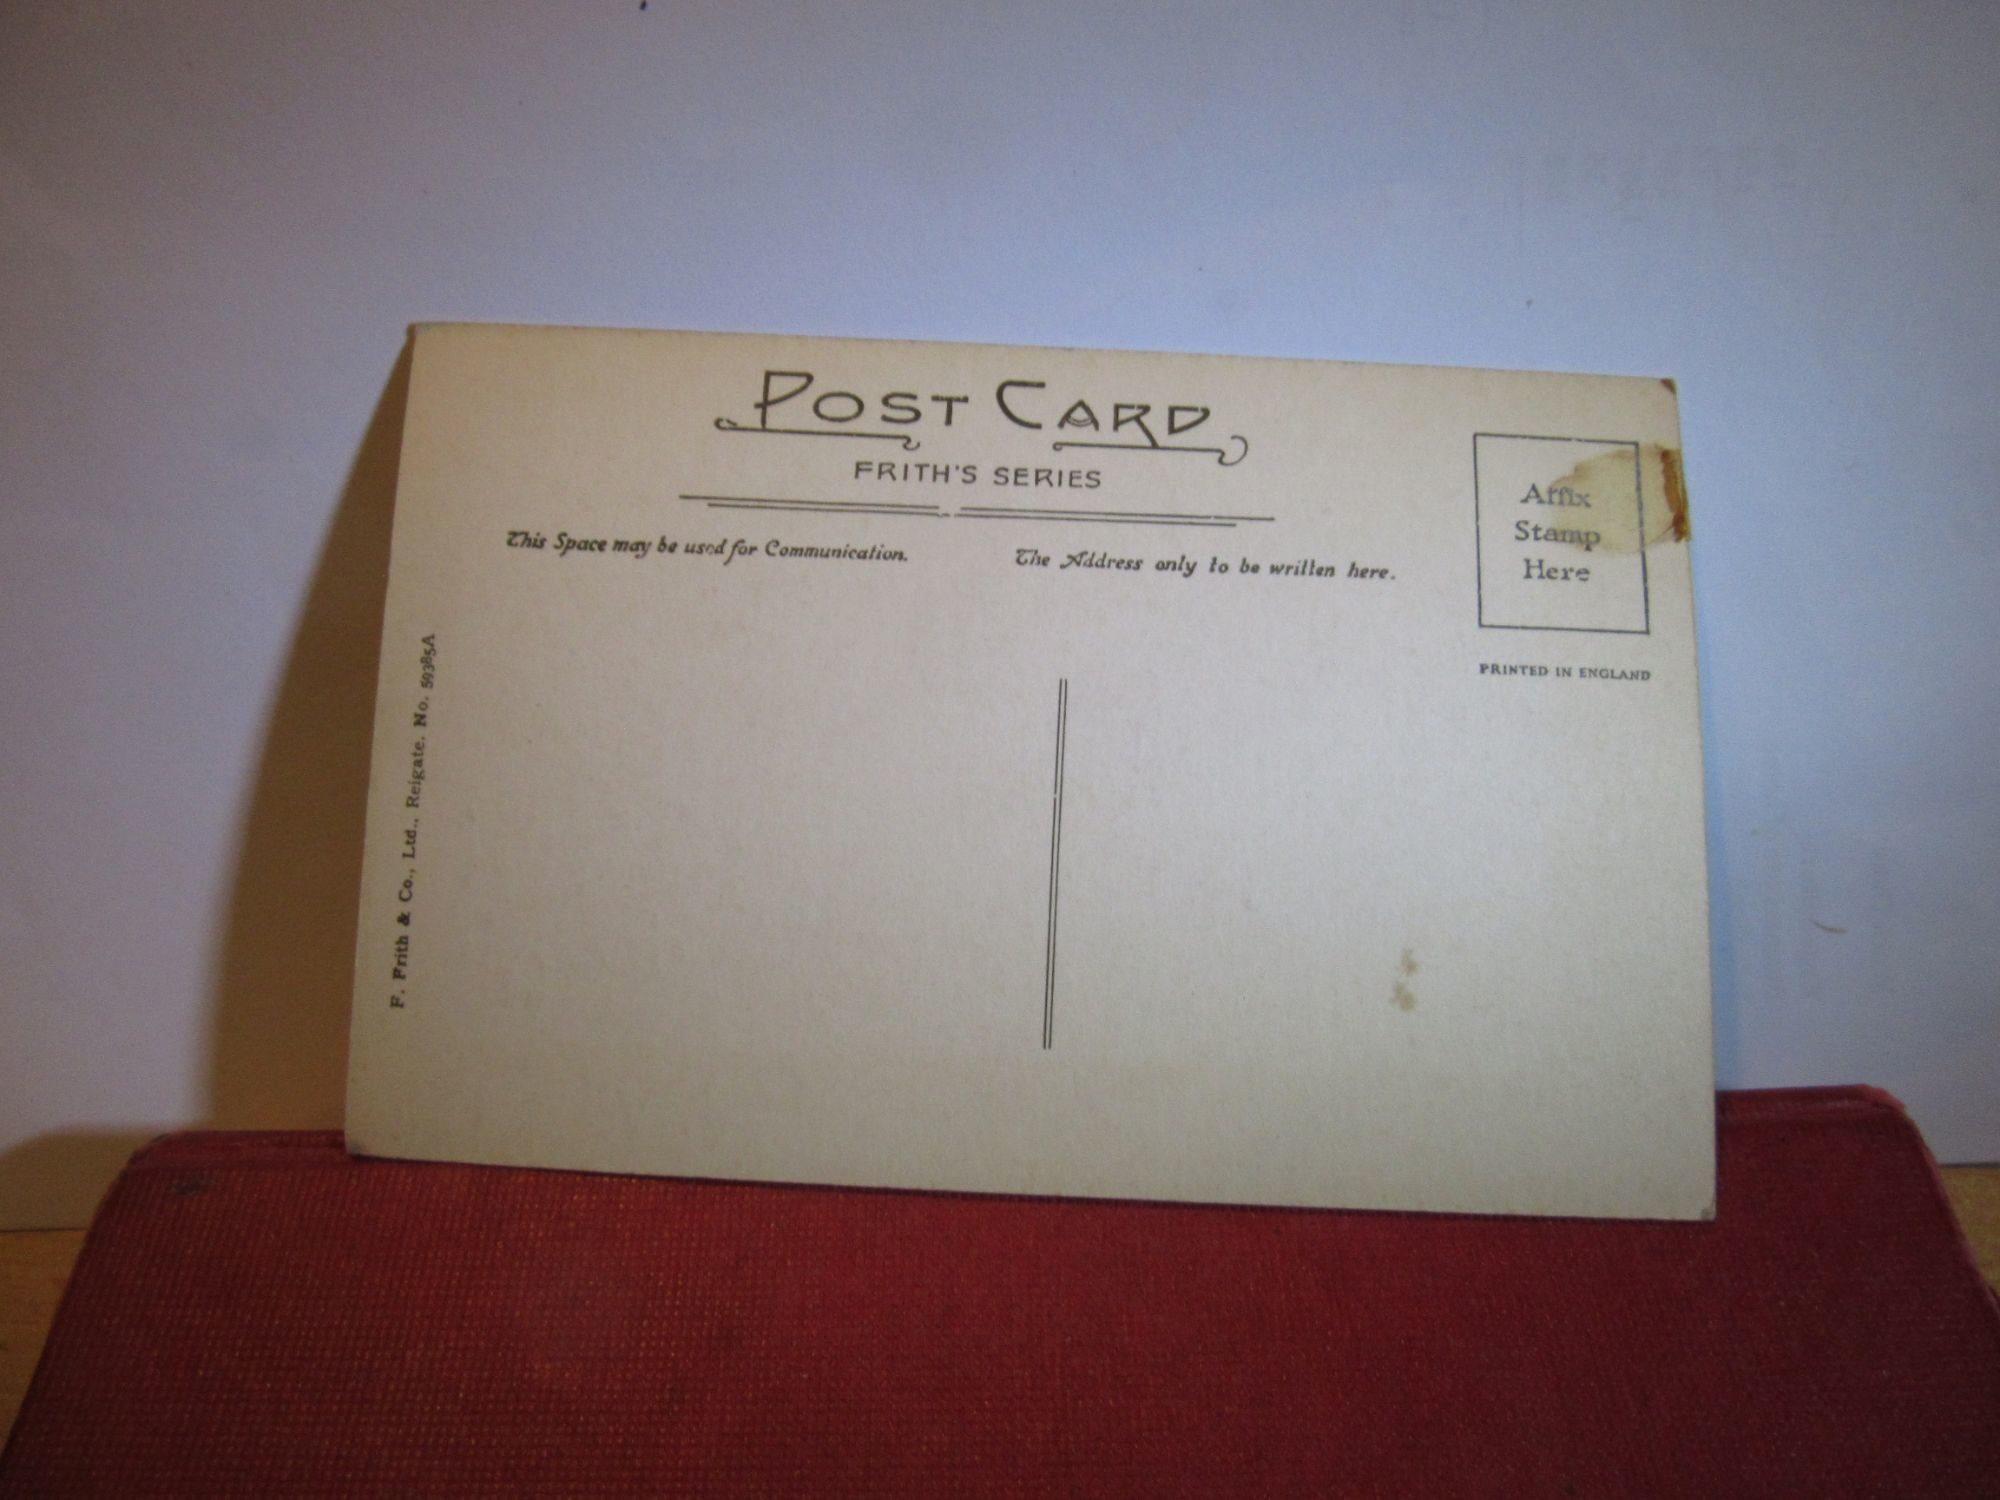 POST CARD
FRITH'S SERIES
This Space may be used for Communication.
The Address only to be written here.
Affix
Stamp
Here
PRINTED IN ENGLAND
F. Frith & Co., Ltd., Reigate. No. 59385A